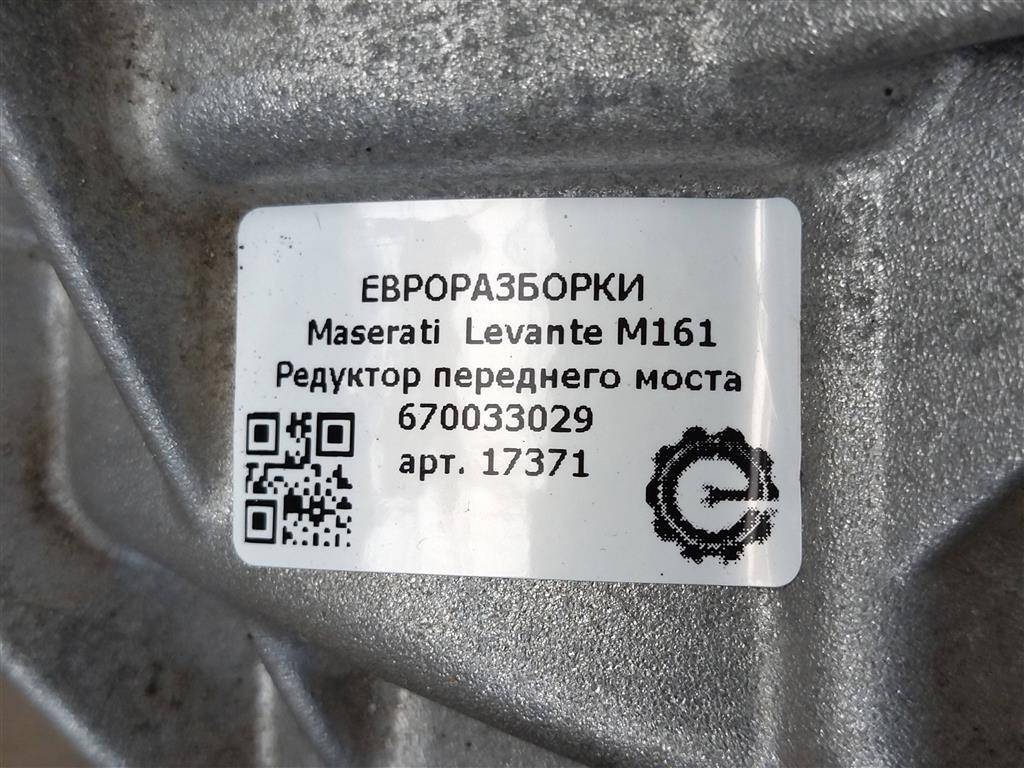 ЕВРОРАЗБОРКИ
Maserati Levante M161
Редуктор переднего моста
670033029
арт. 17371